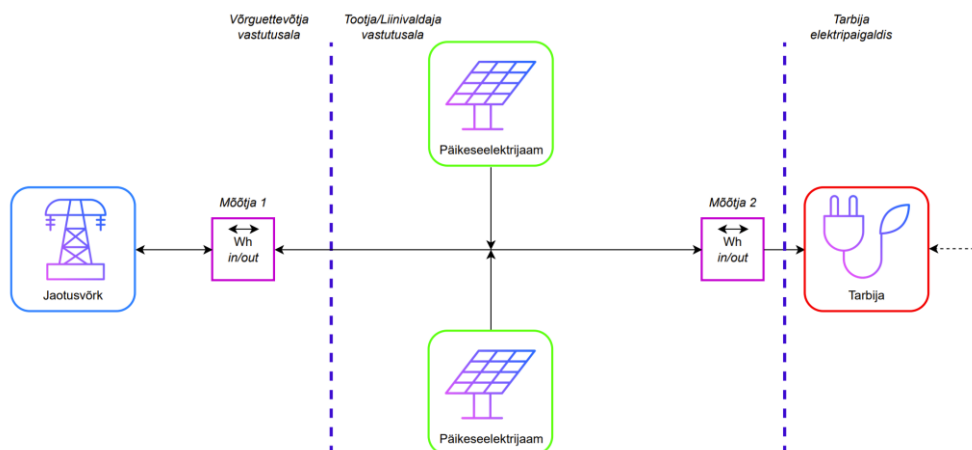 Võrguettevõtja
vastutusala
Tootja/Liinivaldaja
vastutusala
Tarbija
elektripaigaldis
Päikeseelektrijaam
Mõõtja 1
Wh
in/out
Mõõtja 2
Wh
in/out
Jaotusvõrk
Tarbija
Päikeseelektrijaam